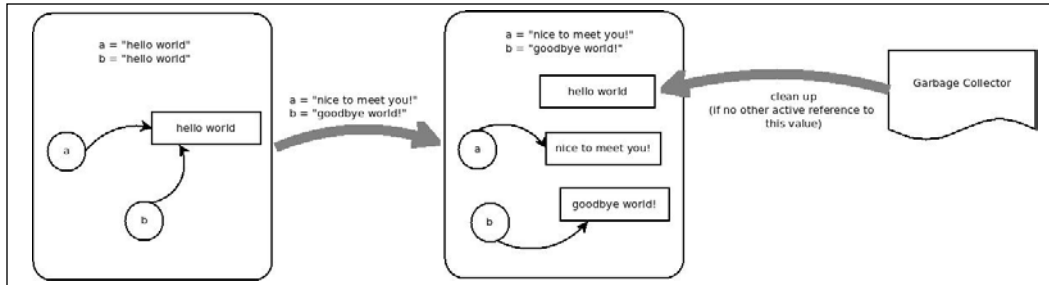 a = "hello world"
b = "hello world"
hello world
a
b
a = "nice to meet you!"
b = "goodbye world!"
a = "nice to meet you!"
b = "goodbye world!"
hello world
a
nice to meet you!
goodbye world!
b
clean up
(if no other active reference to
this value)
Garbage Collector